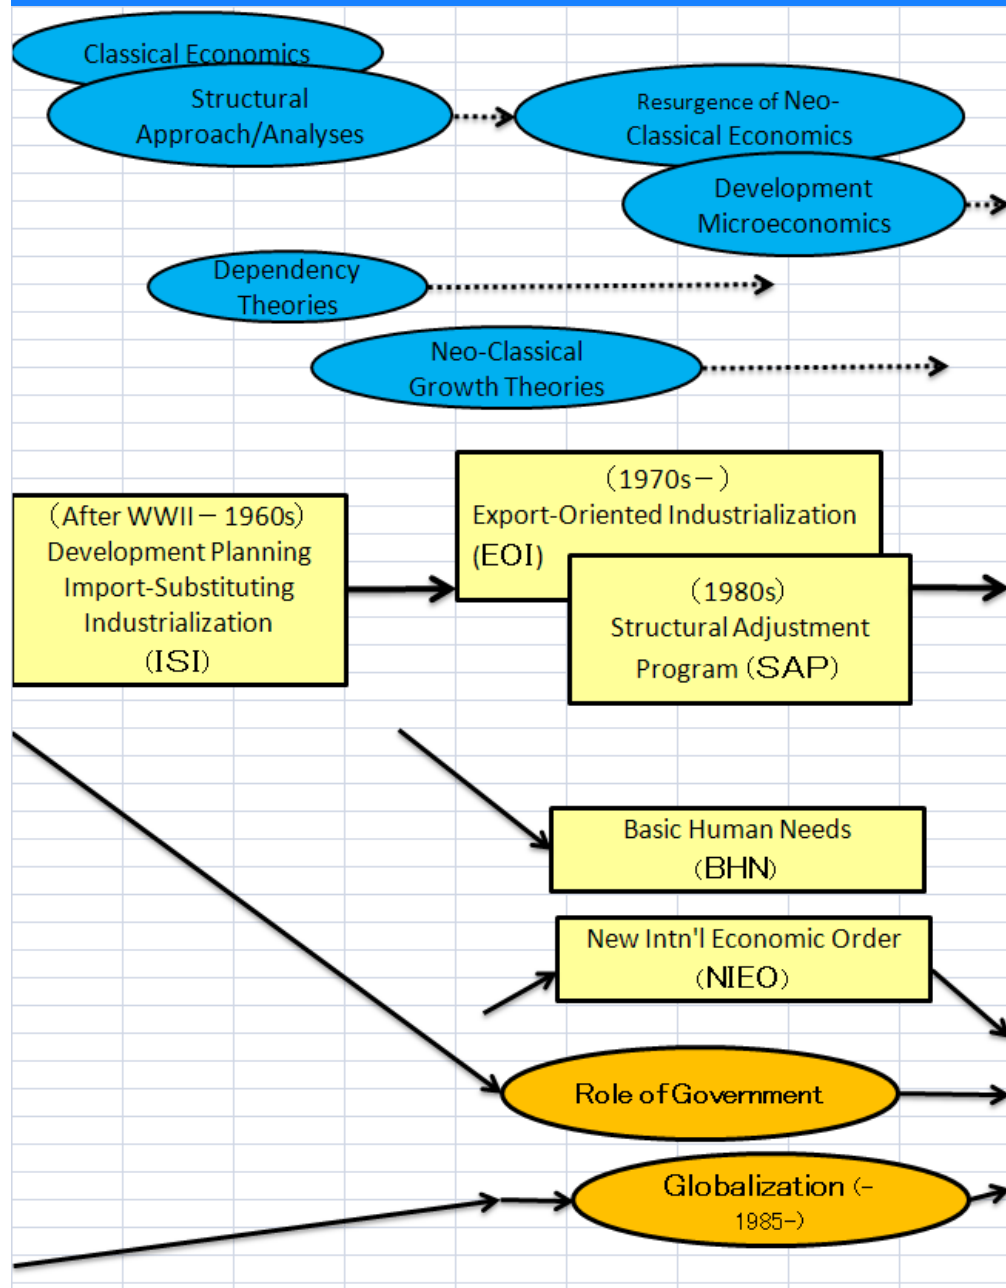 Classical Economics
Structural
Approach/Analyses
Resurgence of Neo-
Classical Economics
Development
Microeconomics
Dependency
Theories
Neo-Classical
Growth Theories
(After WWII－1960s)
Development Planning
Import-Substituting
Industrialization
(ISI)
(1970s－)
Export-Oriented Industrialization
(EOI)
(1980s)
Structural Adjustment
Program (SAP)
Basic Human Needs
(BHN)
New Intn'l Economic Order
(NIEO)
Role of Government
Globalization (-
1985-)